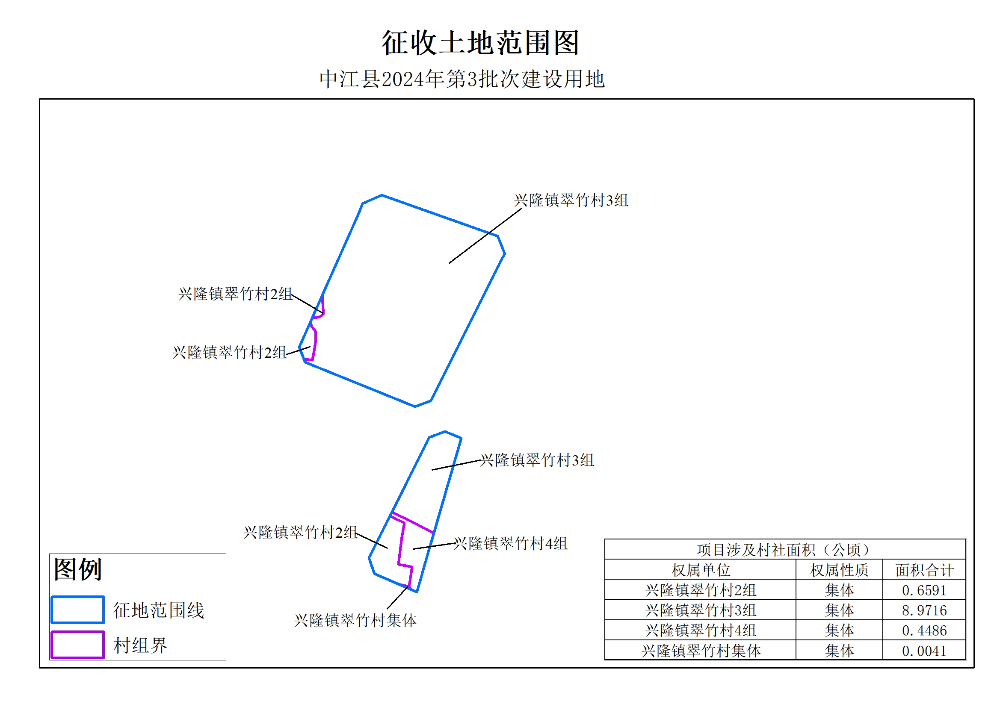 征收土地范围图
中江县2024年第3批次建设用地
兴隆镇翠竹村3组
兴隆镇翠竹村2组
兴隆镇翠竹村2组
兴隆镇翠竹村3组
兴隆镇翠竹村2组
兴隆镇翠竹村4组
兴隆镇翠竹村集体
图例
征地范围线
村组界
项目涉及村社面积（公顷）
权属单位 权属性质 面积合计
兴隆镇翠竹村2组 集体 0.6591
兴隆镇翠竹村3组 集体 8.9716
兴隆镇翠竹村4组 集体 0.4486
兴隆镇翠竹村集体 集体 0.0041